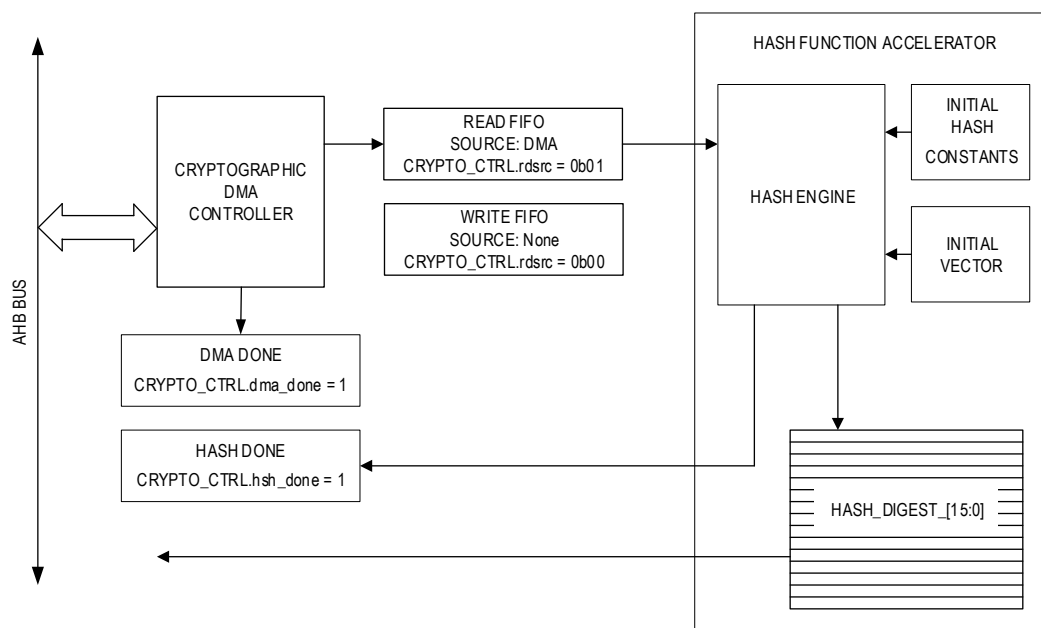 HASH FUNCTION ACCELERATOR
AHB BUS
CRYPTOGRAPHIC
DMA
CONTROLLER
READ FIFO
SOURCE: DMA
CRYPTO_CTRL.rdsrc = 0b01
WRITE FIFO
SOURCE: None
CRYPTO_CTRL.rdsrc = 0b00
HASH ENGINE
INITIAL
HASH
CONSTANTS
INITIAL
VECTOR
DMA DONE
CRYPTO_CTRL.dma_done = 1
HASH DONE
CRYPTO_CTRL.hsh_done = 1
HASH_DIGEST_[15:0]